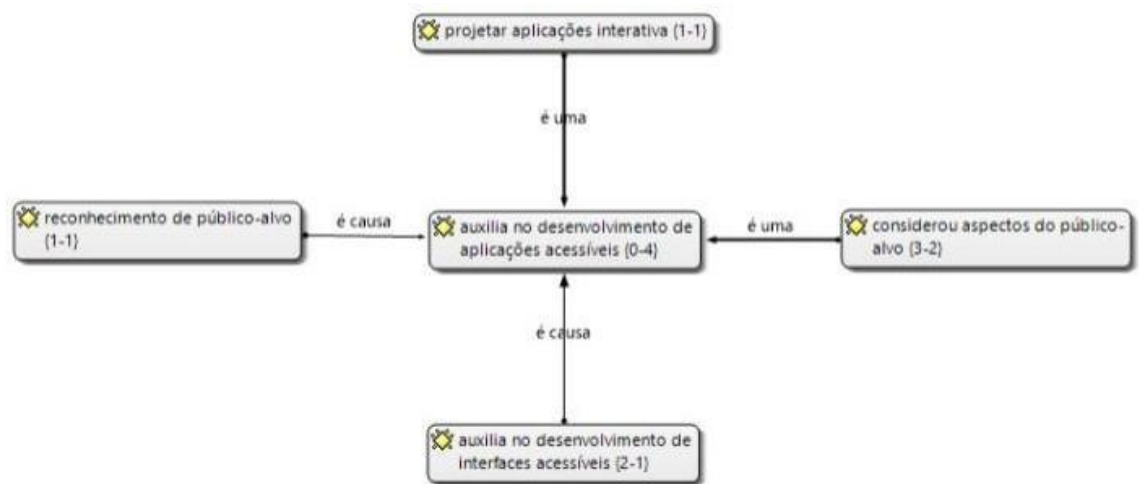 projetar aplicações interativa {1-1}
é uma
reconhecimento de público-alvo
{1-1}
é causa
auxilia no desenvolvimento de
aplicações acessíveis {0-4}
é uma
considerou aspectos do público-
alvo {3-2}
é causa
auxilia no desenvolvimento de
interfaces acessíveis {2-1}